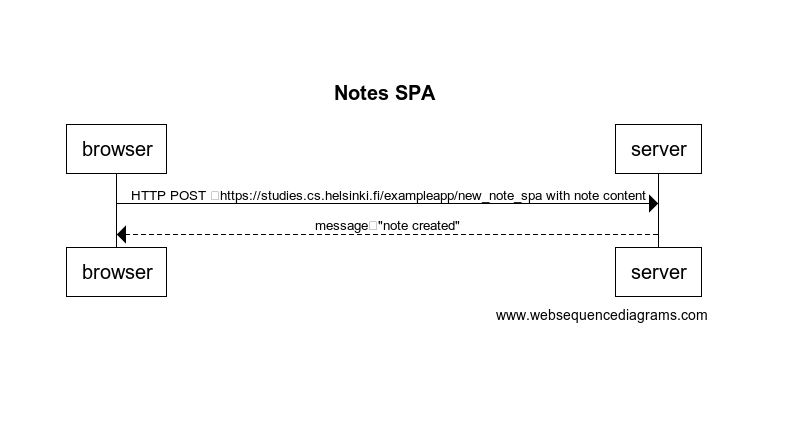 Notes SPA
browser
server
HTTP POST □https://studies.cs.helsinki.fi/exampleapp/new_note_spa with note content
message□"note created"
browser
server
www.websequencediagrams.com